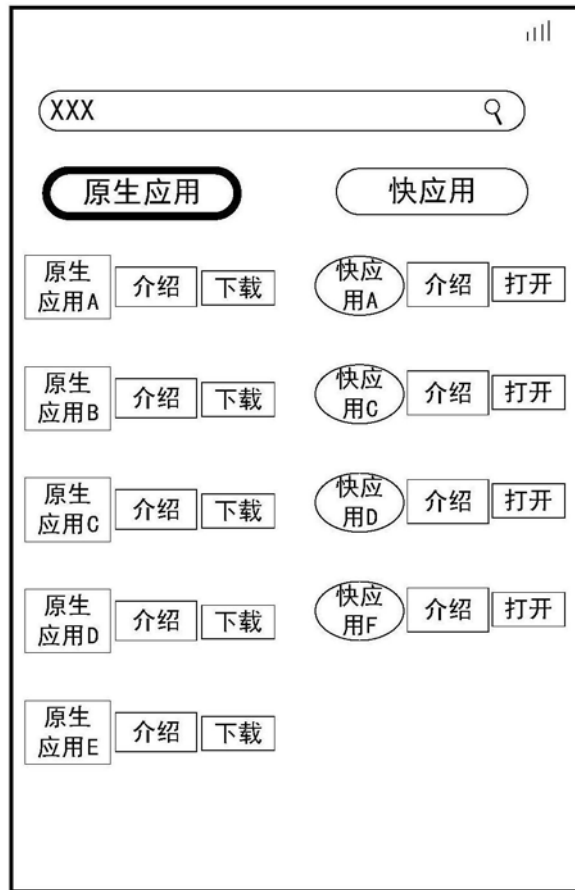 XXX
原生应用 快应用
原生 快应
应用A 介绍 下载 用A 介绍 打开
原生 快应
应用B 介绍 下载 用C 介绍 打开
原生 快应
应用C 介绍 下载 用D 介绍 打开
原生 快应
应用D 介绍 下载 用F 介绍 打开
原生
应用E 介绍 下载